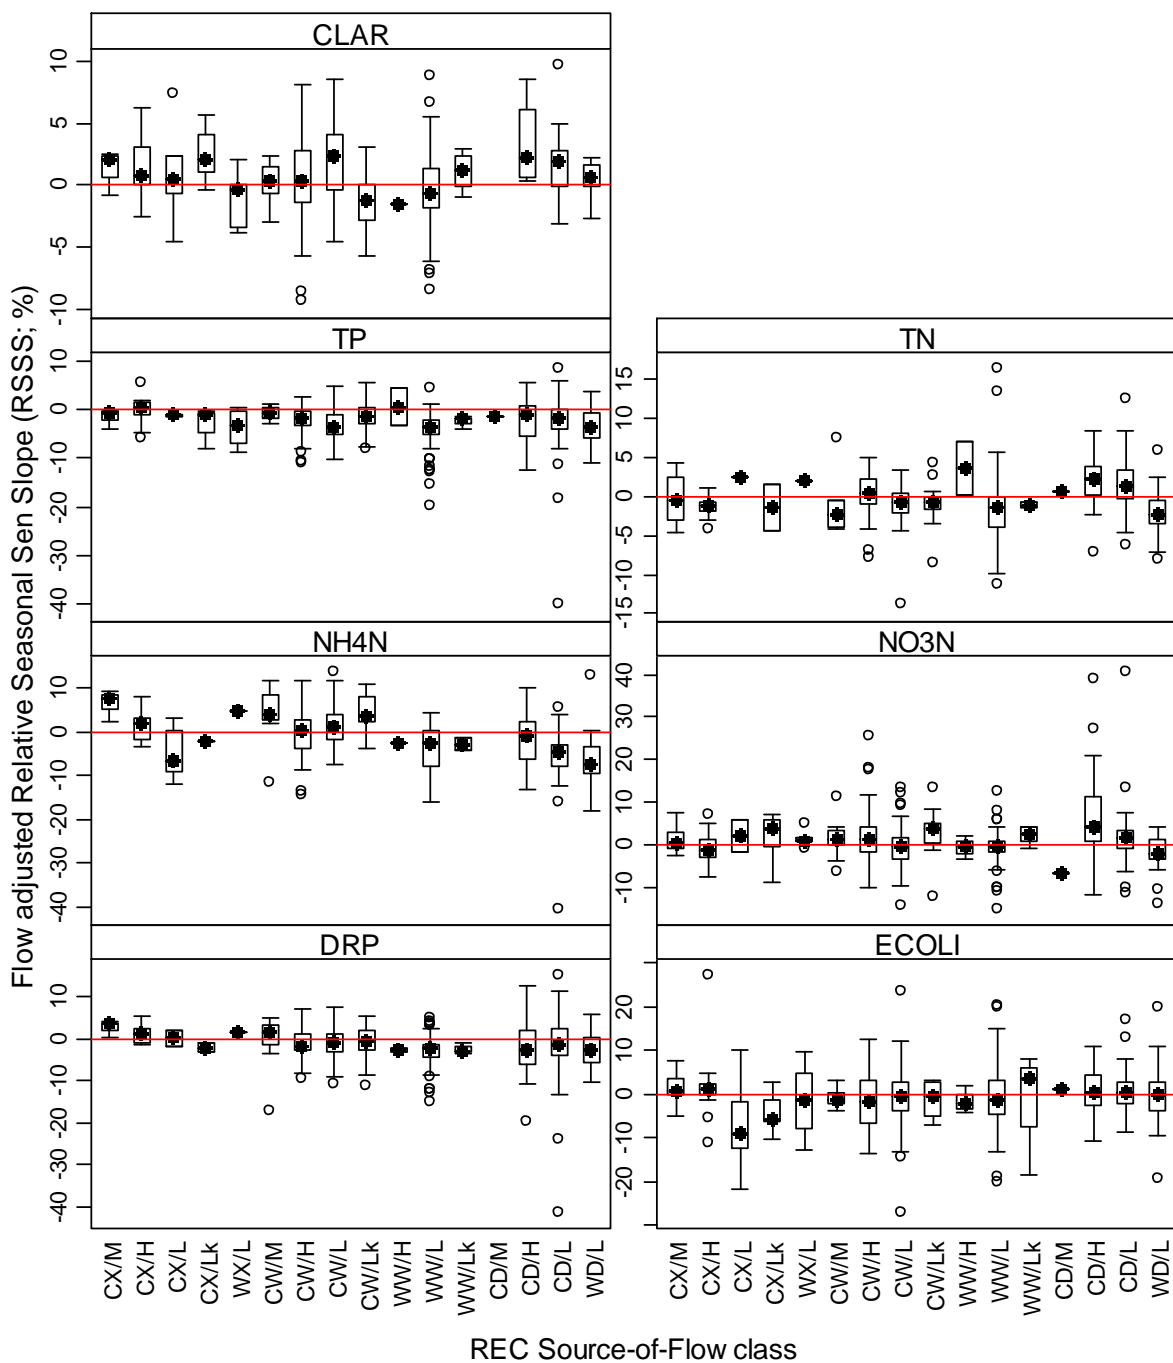 CLAR
10
5
0
-5
-10
TP
10
0
-10
-20
-30
-40
TN
15
10
5
0
-5
-10
-15
NH4N
10
0
-10
-20
-30
-40
NO3N
40
30
20
10
0
-10
DRP
10
0
-10
-20
-30
-40
ECOLI
20
10
0
-10
-20
Flow adjusted Relative Seasonal Sen Slope (RSSS; %)
CX/M
CX/H
CX/L
CX/Lk
WX/L
CW/M
CW/H
CW/L
CW/Lk
WW/H
WW/L
WW/Lk
CD/M
CD/H
CD/L
WD/L
CX/M
CX/H
CX/L
CX/Lk
WX/L
CW/M
CW/H
CW/L
CW/Lk
WW/H
WW/L
WW/Lk
CD/M
CD/H
CD/L
WD/L
REC Source-of-Flow class